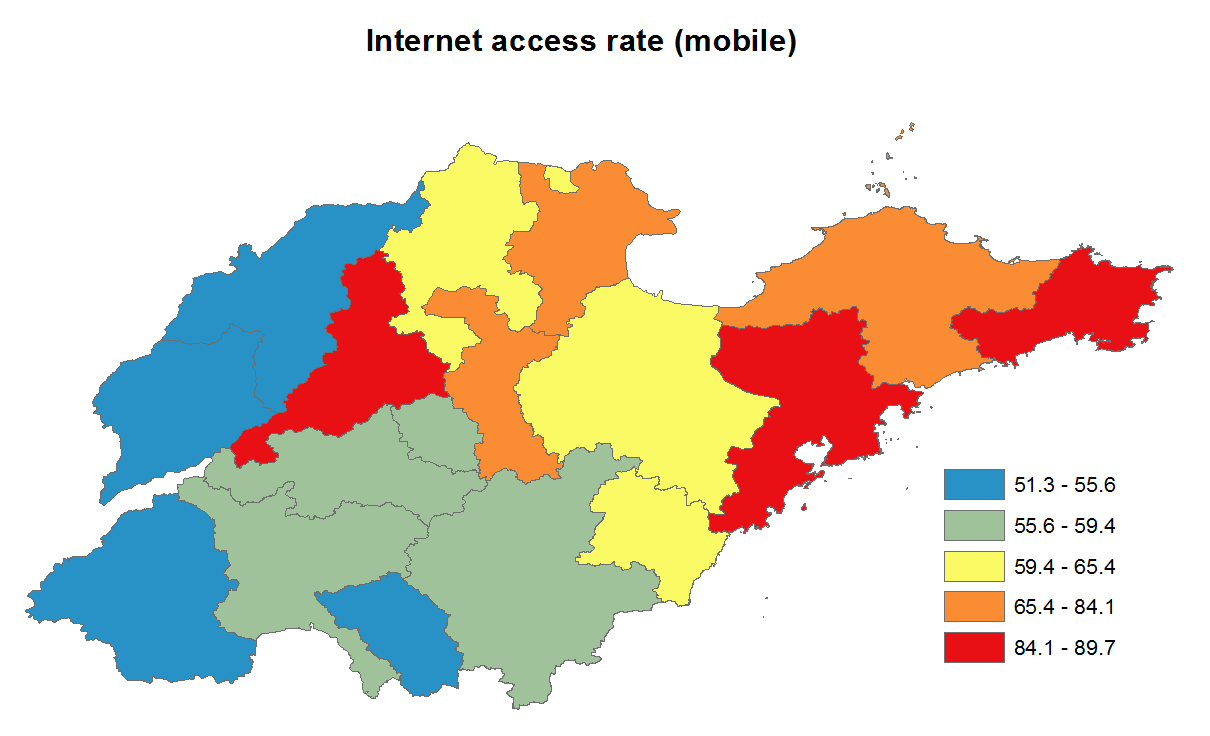 Internet access rate (mobile)
51.3 - 55.6
55.6 - 59.4
59.4 - 65.4
65.4 - 84.1
84.1 - 89.7